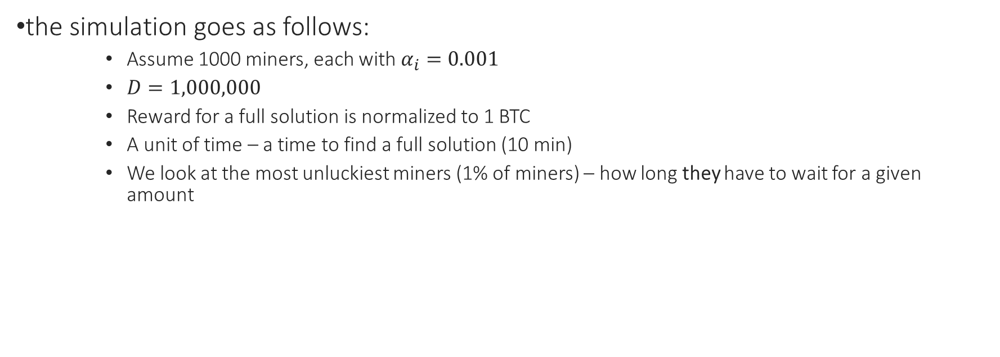 •the simulation goes as follows:
• Assume 1000 miners, each with αᵢ = 0.001
• D = 1,000,000
• Reward for a full solution is normalized to 1 BTC
• A unit of time – a time to find a full solution (10 min)
• We look at the most unluckiest miners (1% of miners) – how long they have to wait for a given
amount